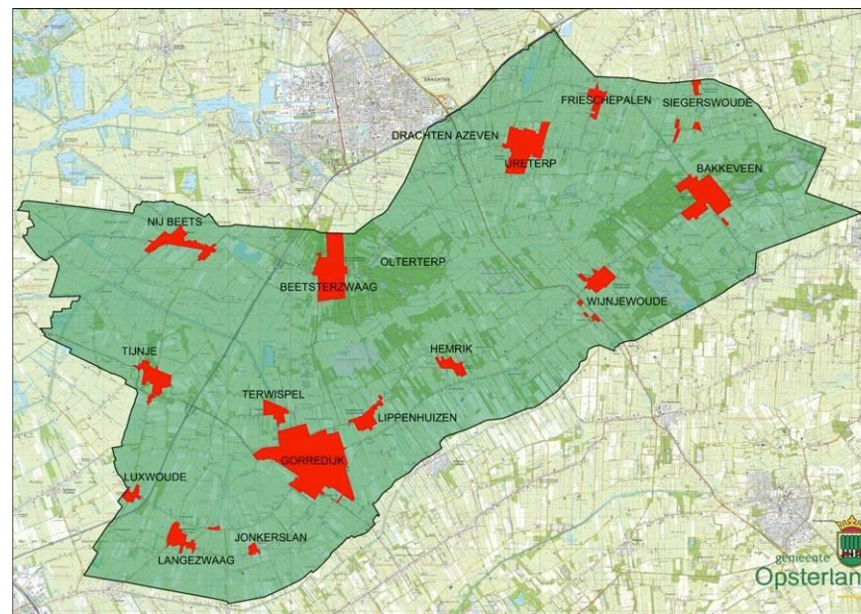 DRACHTEN
FRIESCHEPALEN
SIEGERSWOUDE
DRACHTEN AZEVEN
URETERP
BAKKEVEEN
NIJ BEETS
OLTERTERP
BEETSTERZWAAG
WIJNJEWOUDE
TIJNJE
HEMRIK
TERWISPEL
LIPPENHUIZEN
GORREDIJK
LUXWOUDE
JONKERSLAN
LANGEZWAAG
gemeente
Opsterlan